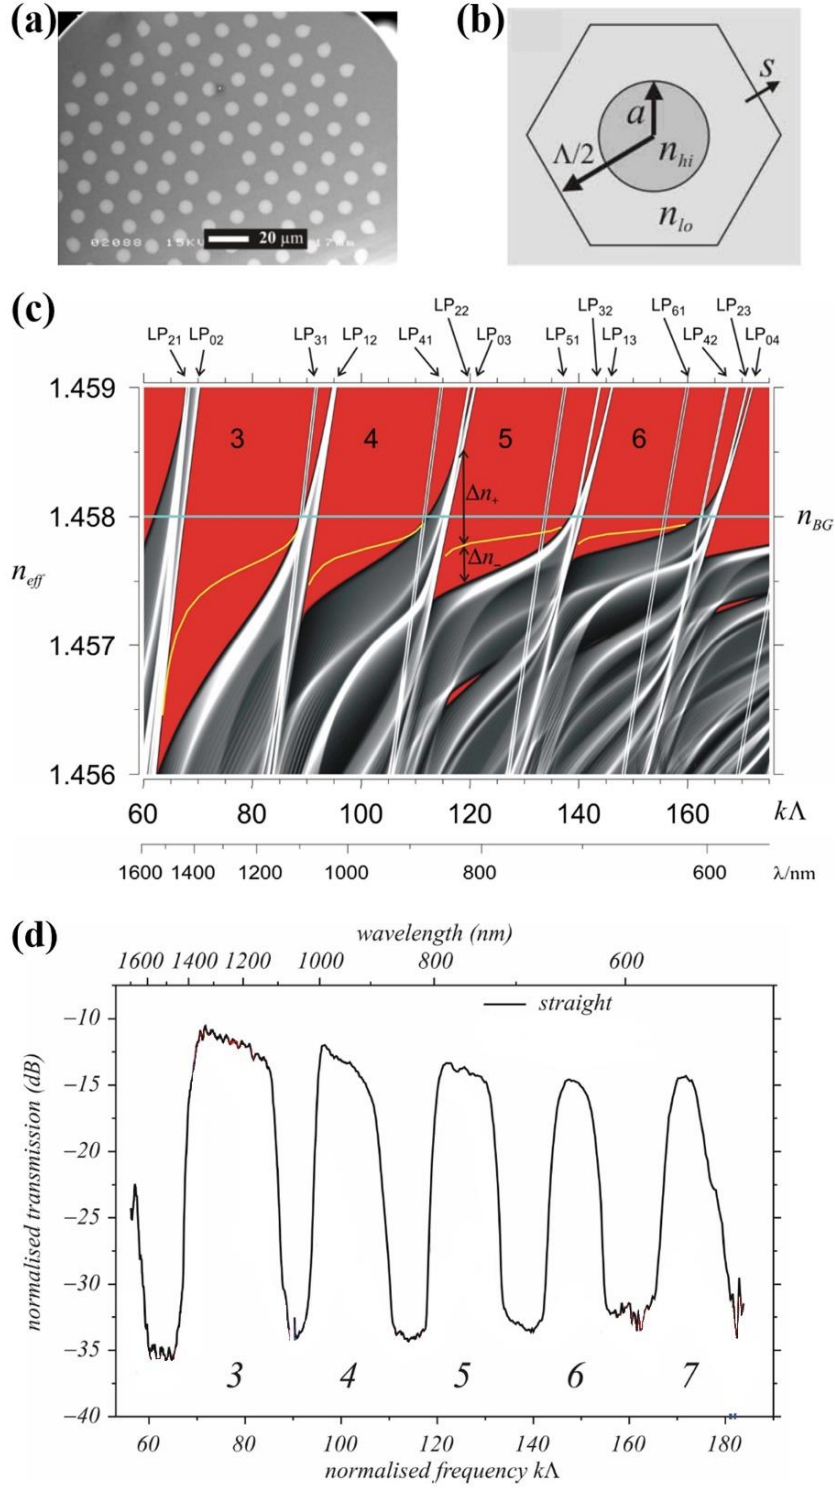 (a)
02088 15KV 20 µm 17mm
(b)
s
a
Λ/2
n_hi
n_lo
(c)
LP22 LP32 LP61 LP23
LP21 LP02 LP31 LP12 LP41 LP03 LP51 LP13 LP42 LP04
1.459
3 4 5 6
Δn+
1.458
n_BG
Δn−
n_eff
1.457
1.456
60 80 100 120 140 160 kΛ
1600 1400 1200 1000 800 600 λ/nm
(d)
wavelength (nm)
1600 1400 1200 1000 800 600
straight
normalised transmission (dB)
−10
−15
−20
−25
−30
−35
−40
3 4 5 6 7
60 80 100 120 140 160 180
normalised frequency kΛ